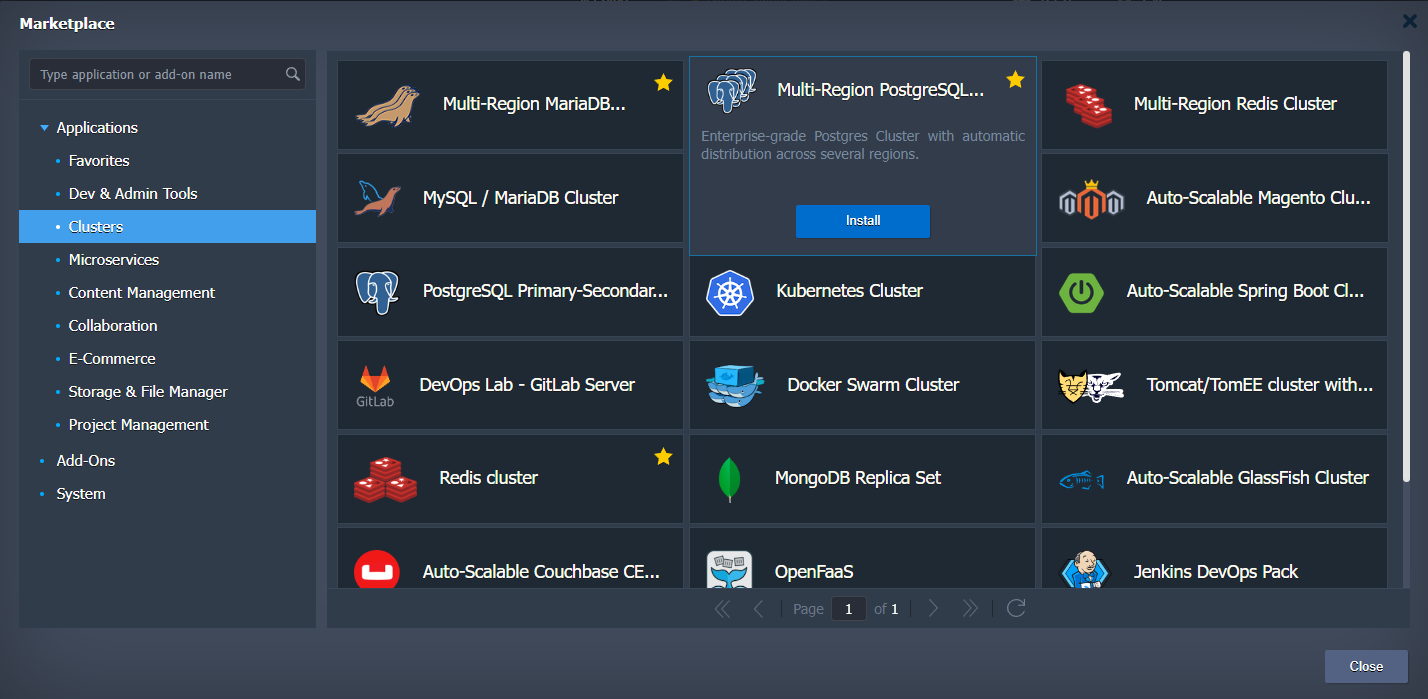 Marketplace
Type application or add-on name
Applications
Favorites
Dev & Admin Tools
Clusters
Microservices
Content Management
Collaboration
E-Commerce
Storage & File Manager
Project Management
Add-Ons
System
Multi-Region MariaDB...
Multi-Region PostgreSQL...
Enterprise-grade Postgres Cluster with automatic
distribution across several regions.
Install
Multi-Region Redis Cluster
MySQL / MariaDB Cluster
Auto-Scalable Magento Clu...
PostgreSQL Primary-Secondar...
Kubernetes Cluster
Auto-Scalable Spring Boot Cl...
GitLab
DevOps Lab - GitLab Server
Docker Swarm Cluster
Tomcat/TomEE cluster with...
Redis cluster
MongoDB Replica Set
Auto-Scalable GlassFish Cluster
Auto-Scalable Couchbase CE...
OpenFaaS
Jenkins DevOps Pack
Page 1 of 1
Close